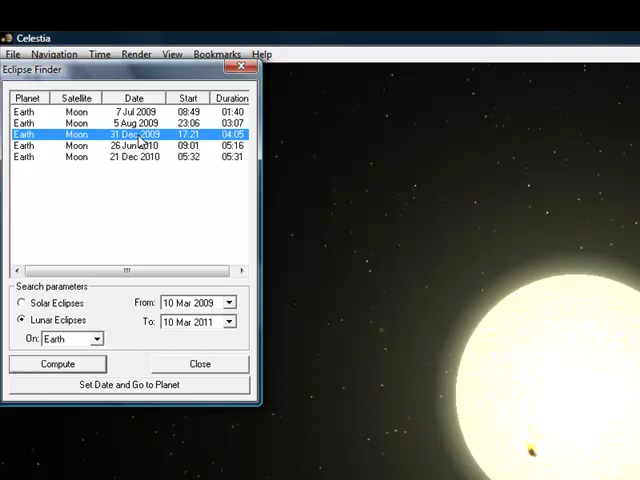 Celestia
File Navigation Time Render View Bookmarks Help
Eclipse Finder
Planet Satellite Date Start Duration
Earth Moon 7 Jul 2009 08:49 01:40
Earth Moon 5 Aug 2009 23:06 03:07
Earth Moon 31 Dec 2009 17:21 04:05
Earth Moon 26 Jun 2010 09:01 05:16
Earth Moon 21 Dec 2010 05:32 05:31
Search parameters
Solar Eclipses From: 10 Mar 2009
Lunar Eclipses To: 10 Mar 2011
On: Earth
Compute Close
Set Date and Go to Planet